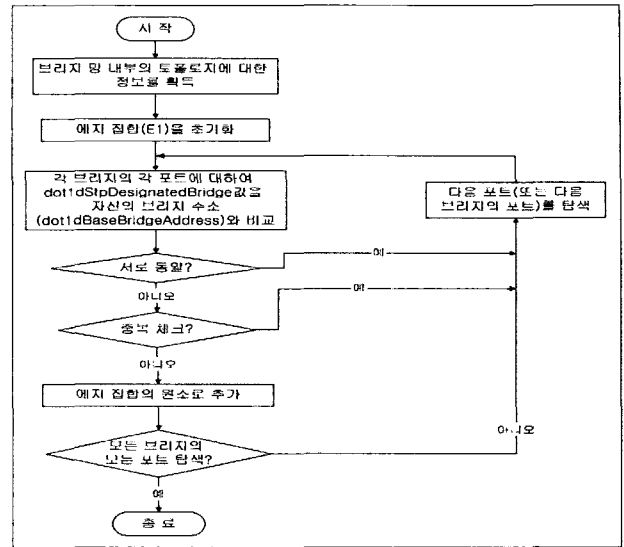 시 작
브리지 망 내부의 토폴로지에 대한
정보를 획득
에지 집합(E1)을 초기화
각 브리지의 각 포트에 대하여
dot1dStpDesignatedBridge값을
자신의 브리지 주소
(dot1dBaseBridgeAddress)와 비교
다음 포트(또는 다음
브리지의 포트)를 탐색
서로 동일?
예
아니오
중복 체크?
예
아니오
에지 집합의 원소로 추가
모든 브리지의
모든 포트 탐색?
아니오
예
종 료